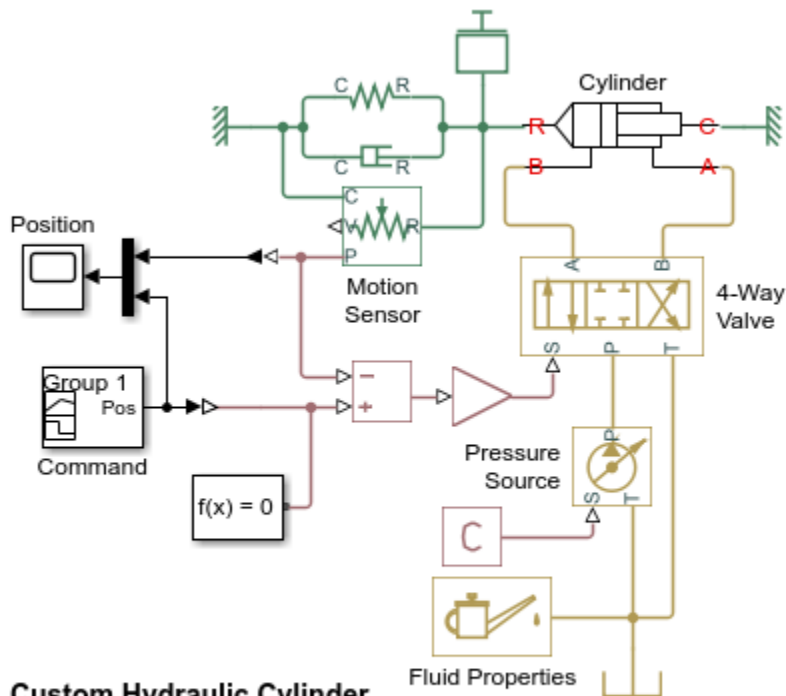 Cylinder
C R
R C
C R
B A
C
Position
V R
P
A B
Motion
Sensor
4-Way
Valve
S P T
Group 1
Pos
−
+
Command
Pressure
Source
P
f(x) = 0
S T
C
Fluid Properties
Custom Hydraulic Cylinder